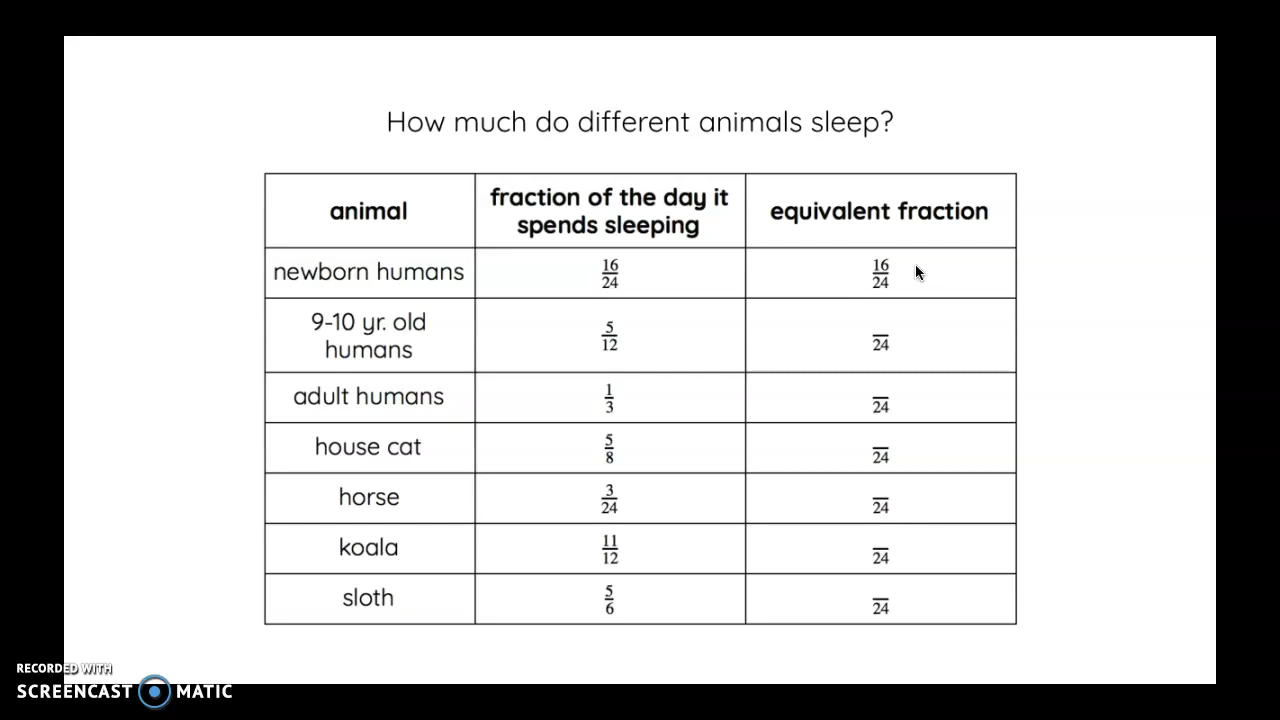 How much do different animals sleep?
animal
fraction of the day it
spends sleeping
equivalent fraction
newborn humans 16/24 16/24
9-10 yr. old
humans
5/12 /24
adult humans 1/3 /24
house cat 5/8 /24
horse 3/24 /24
koala 11/12 /24
sloth 5/6 /24
RECORDED WITH
SCREENCAST MATIC